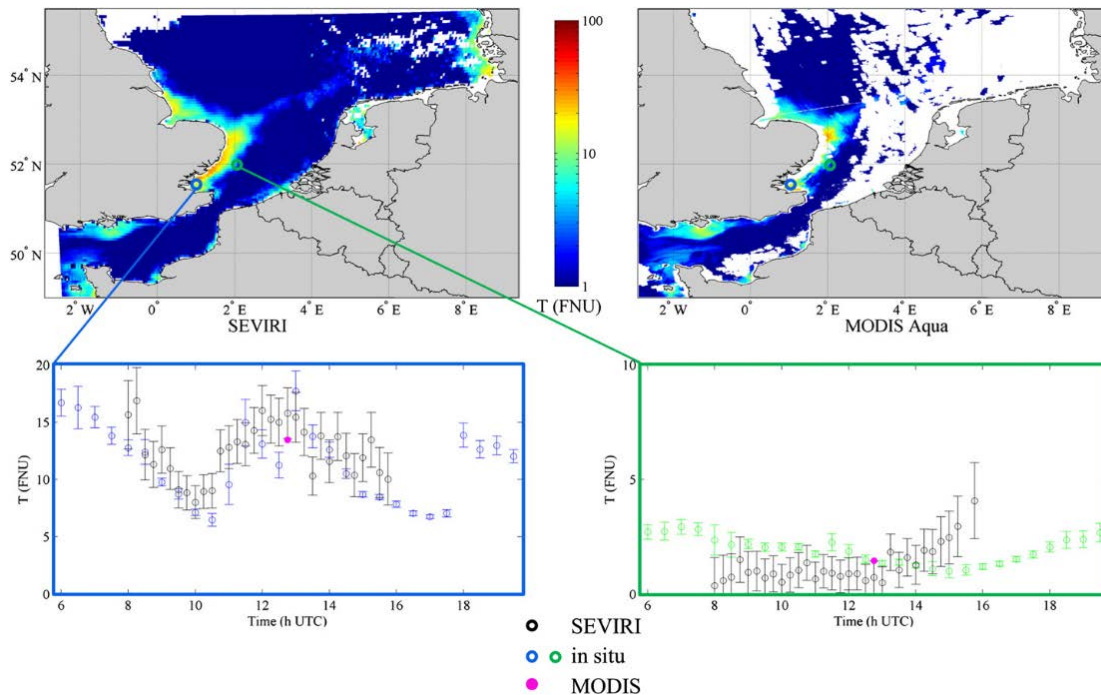 100
54° N
10
52° N
50° N
1
2° W
0°
2° E
4° E
6° E
8° E
T (FNU)
SEVIRI
2° W
0°
2° E
4° E
6° E
8° E
MODIS Aqua
20
15
10
5
0
T (FNU)
6
8
10
12
14
16
18
Time (h UTC)
10
5
0
T (FNU)
6
8
10
12
14
16
18
Time (h UTC)
SEVIRI
in situ
MODIS